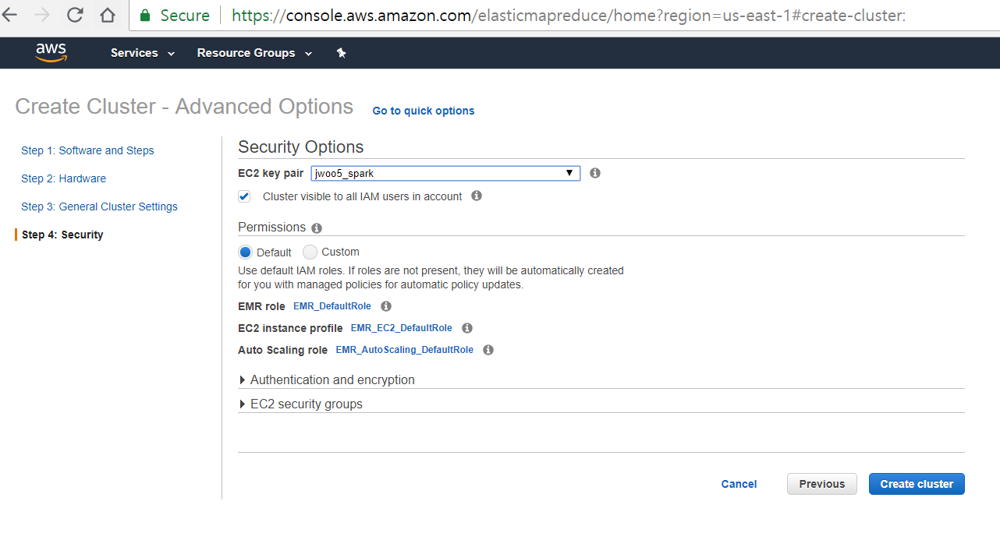 Secure https://console.aws.amazon.com/elasticmapreduce/home?region=us-east-1#create-cluster:
aws Services Resource Groups
Create Cluster - Advanced Options Go to quick options
Step 1: Software and Steps
Step 2: Hardware
Step 3: General Cluster Settings
Step 4: Security
Security Options
EC2 key pair jwoo5_spark
Cluster visible to all IAM users in account
Permissions
Default Custom
Use default IAM roles. If roles are not present, they will be automatically created
for you with managed policies for automatic policy updates.
EMR role EMR_DefaultRole
EC2 instance profile EMR_EC2_DefaultRole
Auto Scaling role EMR_AutoScaling_DefaultRole
Authentication and encryption
EC2 security groups
Cancel Previous Create cluster